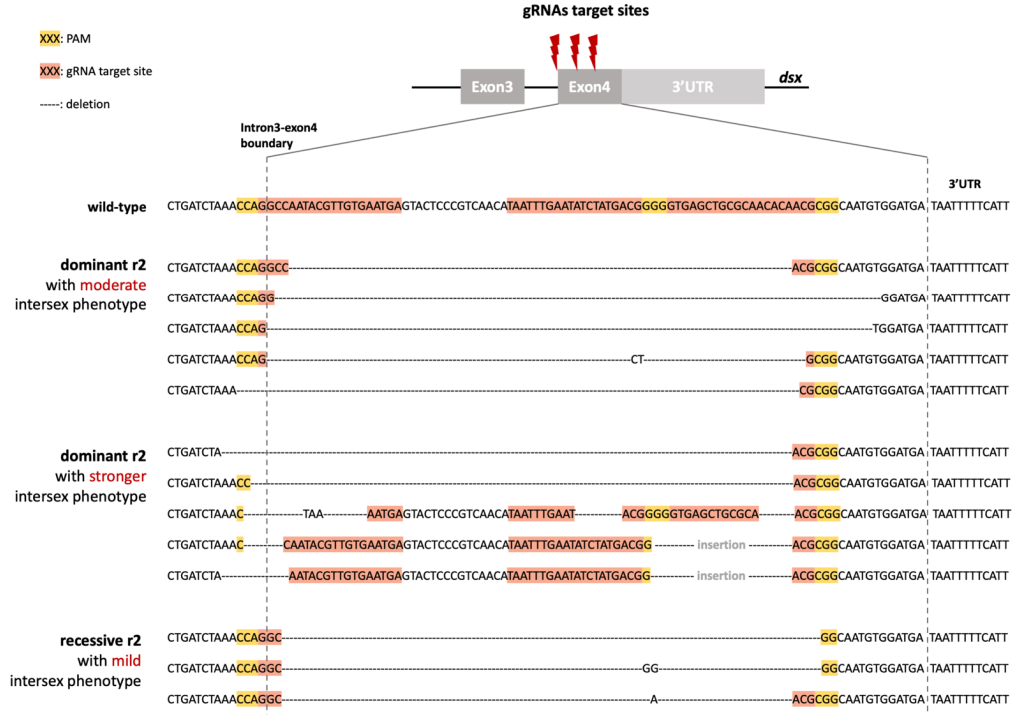 gRNAs target sites
XXX: PAM
XXX: gRNA target site
-----: deletion
Exon3
Exon4
3'UTR
dsx
Intron3-exon4
boundary
3'UTR
wild-type
CTGATCTAAACCAGGCCAATACGTTGTGAATGAGTACTCCCGTCAACATAATTTGAATATCTATGACGGGGGTGAGCTGCGCAACACAACGCGGCAATGTGGATGA TAATTTTTCATT
dominant r2
with moderate
intersex phenotype
CTGATCTAAACCAGGCC-----ACGCGGCAATGTGGATGA TAATTTTTCATT
CTGATCTAAACCAGG-----GGATGA TAATTTTTCATT
CTGATCTAAACCAG-----TGGATGA TAATTTTTCATT
CTGATCTAAACCAG-----CT-----GCGGCAATGTGGATGA TAATTTTTCATT
CTGATCTAAA-----CGCGGCAATGTGGATGA TAATTTTTCATT
dominant r2
with stronger
intersex phenotype
CTGATCTA-----ACGCGGCAATGTGGATGA TAATTTTTCATT
CTGATCTAAACC-----ACGCGGCAATGTGGATGA TAATTTTTCATT
CTGATCTAAAC--------TAA------AATGAGTACTCCCGTCAACATAATTTGAAT-------ACGGGGGTGAGCTGCGCA-----ACGCGGCAATGTGGATGA TAATTTTTCATT
CTGATCTAAAC-----CAATACGTTGTGAATGAGTACTCCCGTCAACATAATTTGAATATCTATGACGG----- insertion -----ACGCGGCAATGTGGATGA TAATTTTTCATT
CTGATCTA---------AATACGTTGTGAATGAGTACTCCCGTCAACATAATTTGAATATCTATGACGG----- insertion -----ACGCGGCAATGTGGATGA TAATTTTTCATT
recessive r2
with mild
intersex phenotype
CTGATCTAAACCAGGC-----GGCAATGTGGATGA TAATTTTTCATT
CTGATCTAAACCAGGC-----GG-----GGCAATGTGGATGA TAATTTTTCATT
CTGATCTAAACCAGGC-----A-----ACGCGGCAATGTGGATGA TAATTTTTCATT